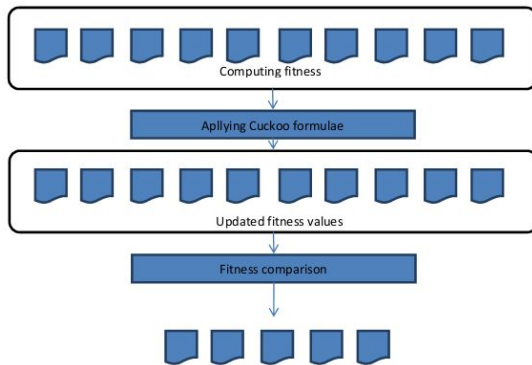 Computing fitness
Apllying Cuckoo formulae
Updated fitness values
Fitness comparison